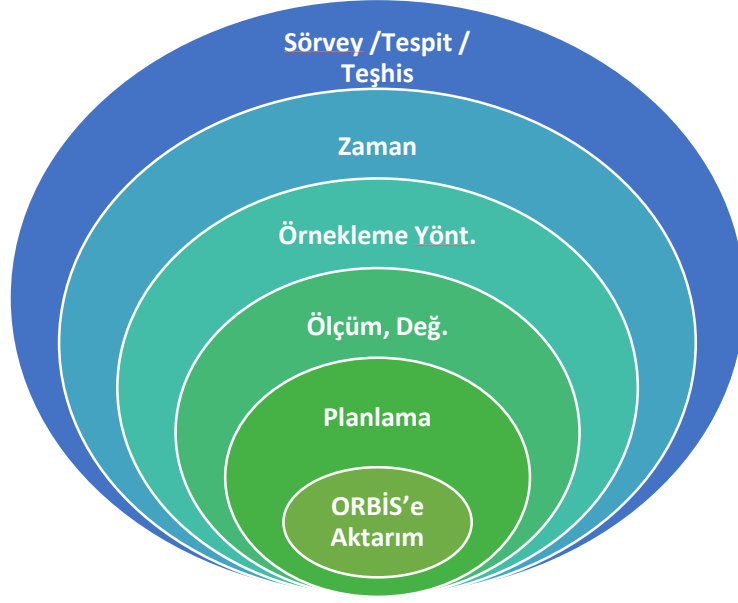 Sörvey /Tespit /
Teşhis
Zaman
Örnekleme Yönt.
Ölçüm, Değ.
Planlama
ORBİS’e
Aktarım